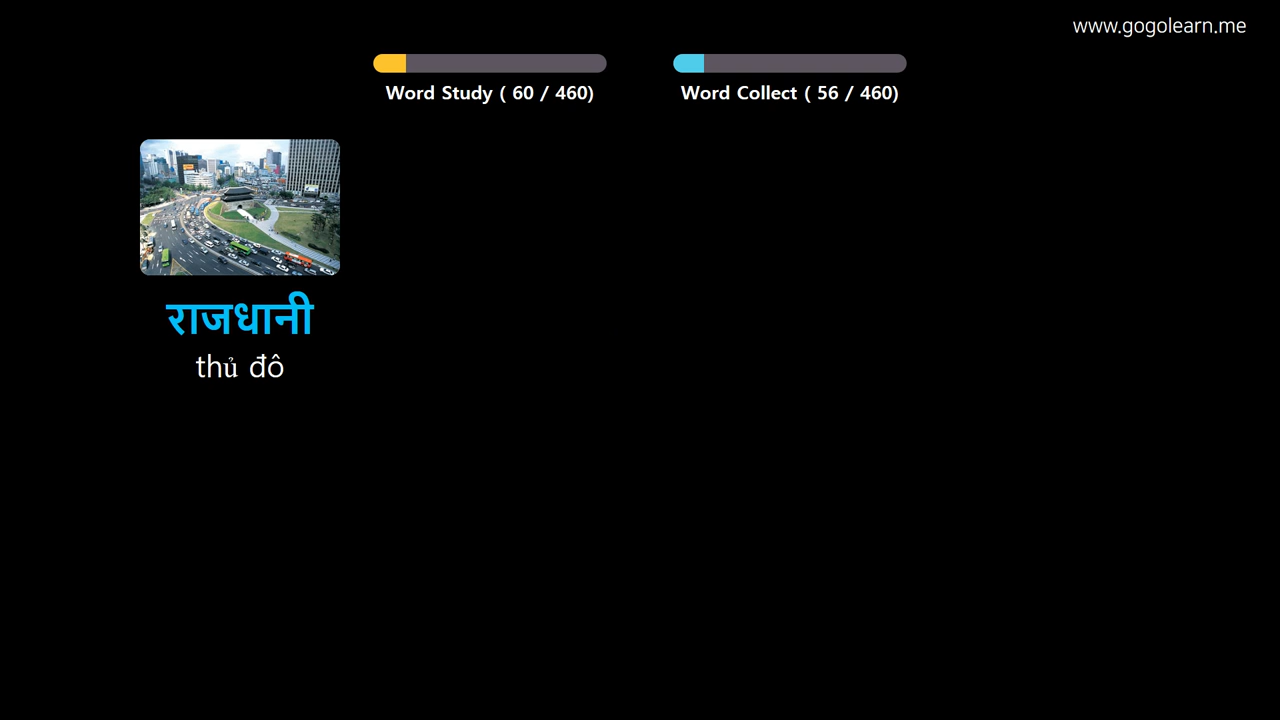 www.gogolearn.me
Word Study ( 60 / 460)
Word Collect ( 56 / 460)
राजधानी
thủ đô